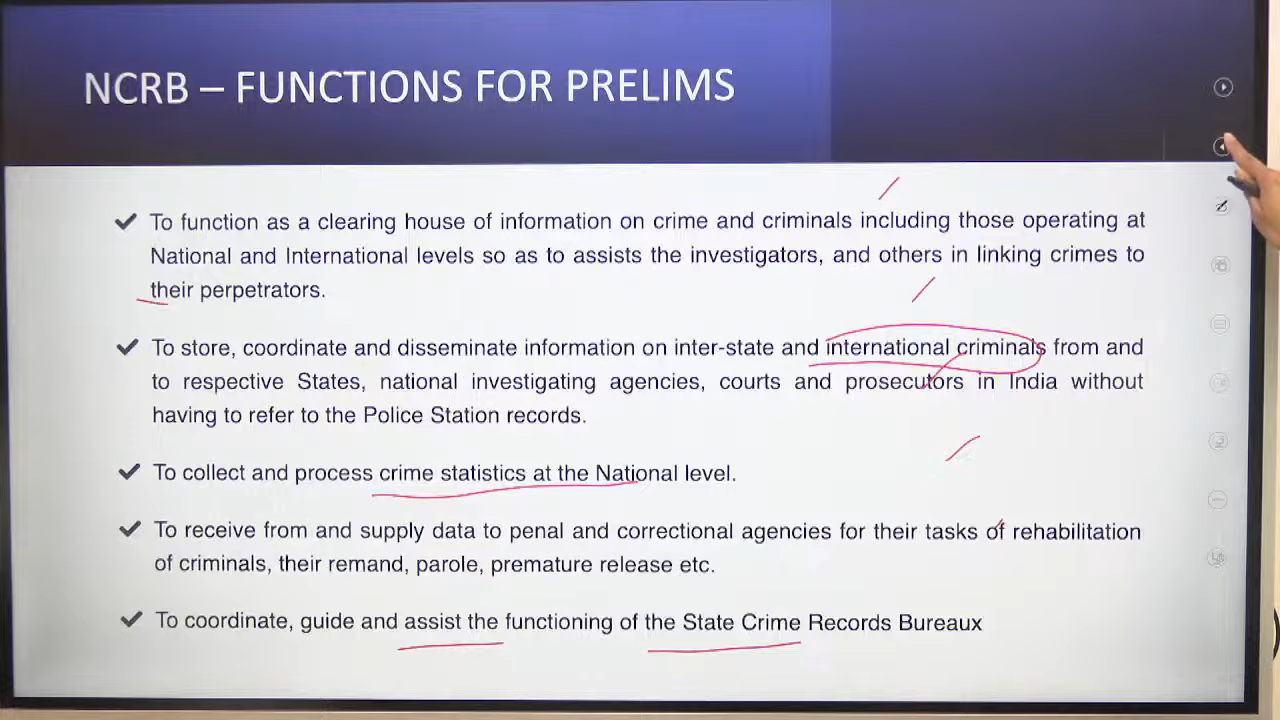 NCRB – FUNCTIONS FOR PRELIMS
To function as a clearing house of information on crime and criminals including those operating at
National and International levels so as to assists the investigators, and others in linking crimes to
their perpetrators.
To store, coordinate and disseminate information on inter-state and international criminals from and
to respective States, national investigating agencies, courts and prosecutors in India without
having to refer to the Police Station records.
To collect and process crime statistics at the National level.
To receive from and supply data to penal and correctional agencies for their tasks of rehabilitation
of criminals, their remand, parole, premature release etc.
To coordinate, guide and assist the functioning of the State Crime Records Bureaux